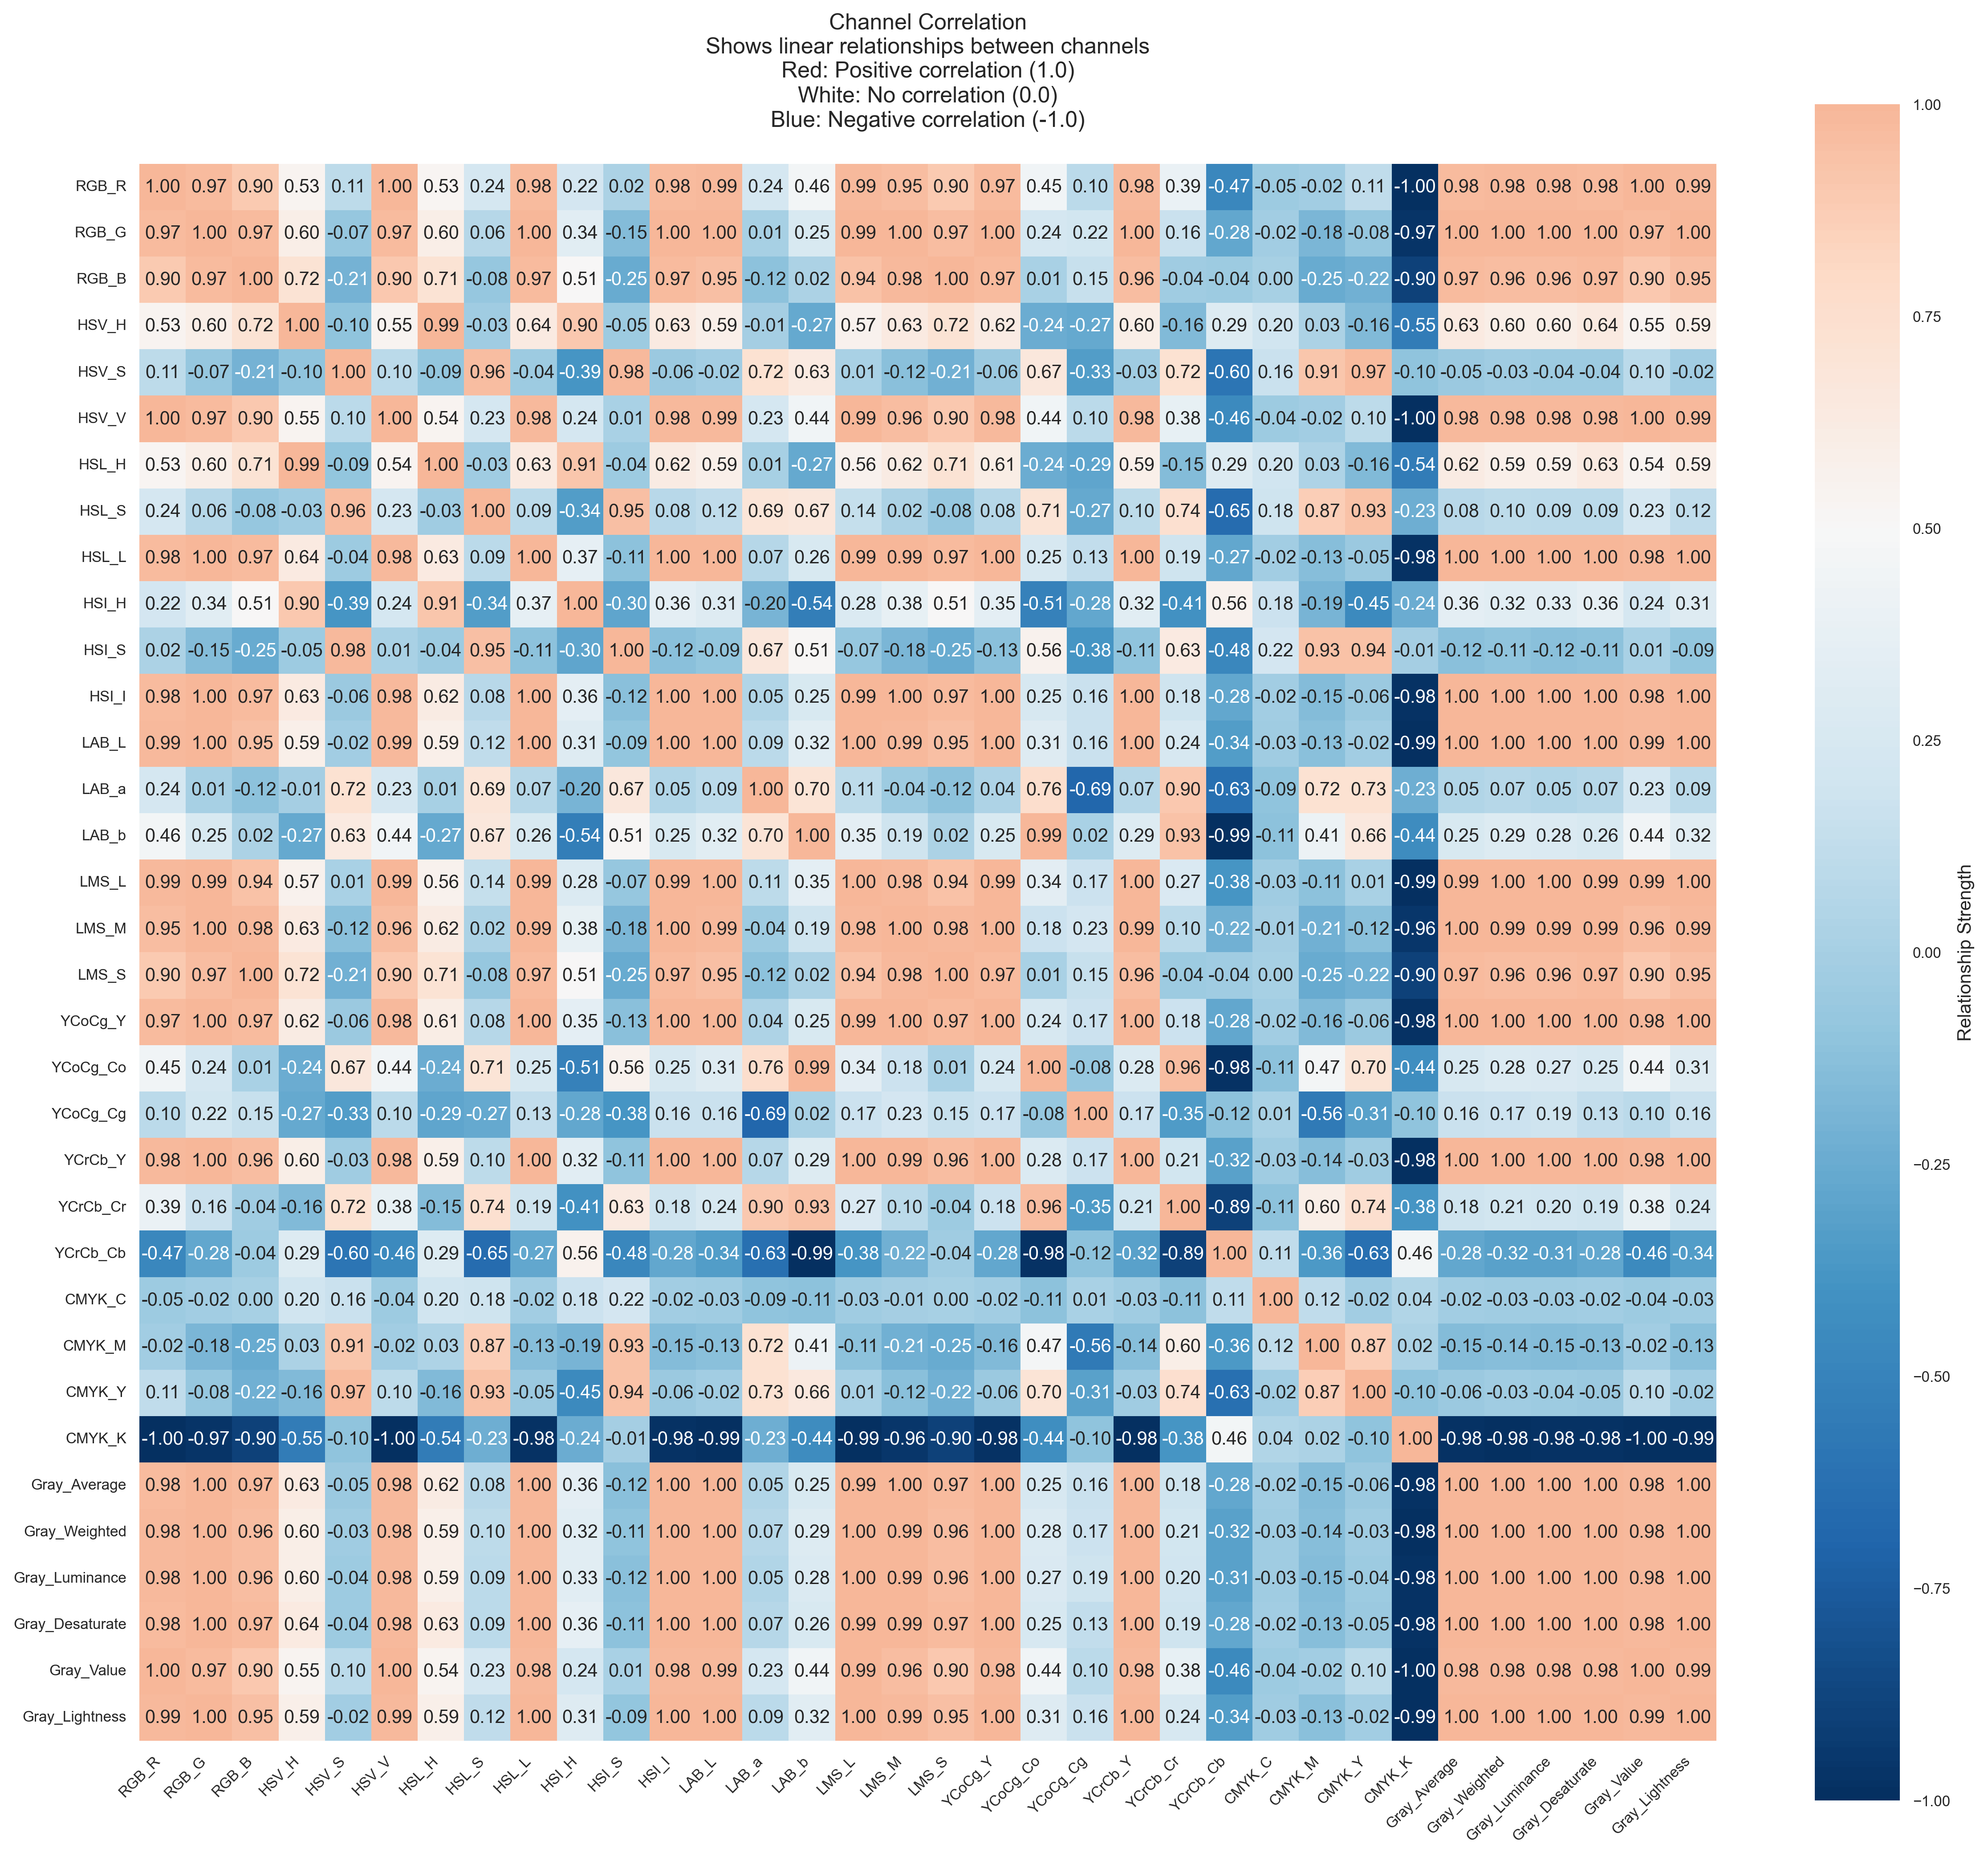 Channel Correlation
Shows linear relationships between channels
Red: Positive correlation (1.0)
White: No correlation (0.0)
Blue: Negative correlation (-1.0)
RGB_R 1.00 0.97 0.90 0.53 0.11 1.00 0.53 0.24 0.98 0.22 0.02 0.98 0.99 0.24 0.46 0.99 0.95 0.90 0.97 0.45 0.10 0.98 0.39 -0.47 -0.05 -0.02 0.11 -1.00 0.98 0.98 0.98 0.98 1.00 0.99
RGB_G 0.97 1.00 0.97 0.60 -0.07 0.97 0.60 0.06 1.00 0.34 -0.15 1.00 1.00 0.01 0.25 0.99 1.00 0.97 1.00 0.24 0.22 1.00 0.16 -0.28 -0.02 -0.18 -0.08 -0.97 1.00 1.00 1.00 1.00 0.97 1.00
RGB_B 0.90 0.97 1.00 0.72 -0.21 0.90 0.71 -0.08 0.97 0.51 -0.25 0.97 0.95 -0.12 0.02 0.94 0.98 1.00 0.97 0.01 0.15 0.96 -0.04 -0.04 0.00 -0.25 -0.22 -0.90 0.97 0.96 0.96 0.97 0.90 0.95
HSV_H 0.53 0.60 0.72 1.00 -0.10 0.55 0.99 -0.03 0.64 0.90 -0.05 0.63 0.59 -0.01 -0.27 0.57 0.63 0.72 0.62 -0.24 -0.27 0.60 -0.16 0.29 0.20 0.03 -0.16 -0.55 0.63 0.60 0.60 0.64 0.55 0.59
HSV_S 0.11 -0.07 -0.21 -0.10 1.00 0.10 -0.09 0.96 -0.04 -0.39 0.98 -0.06 -0.02 0.72 0.63 0.01 -0.12 -0.21 -0.06 0.67 -0.33 -0.03 0.72 -0.60 0.16 0.91 0.97 -0.10 -0.05 -0.03 -0.04 -0.04 0.10 -0.02
HSV_V 1.00 0.97 0.90 0.55 0.10 1.00 0.54 0.23 0.98 0.24 0.01 0.98 0.99 0.23 0.44 0.99 0.96 0.90 0.98 0.44 0.10 0.98 0.38 -0.46 -0.04 -0.02 0.10 -1.00 0.98 0.98 0.98 0.98 1.00 0.99
HSL_H 0.53 0.60 0.71 0.99 -0.09 0.54 1.00 -0.03 0.63 0.91 -0.04 0.62 0.59 0.01 -0.27 0.56 0.62 0.71 0.61 -0.24 -0.29 0.59 -0.15 0.29 0.20 0.03 -0.16 -0.54 0.62 0.59 0.59 0.63 0.54 0.59
HSL_S 0.24 0.06 -0.08 -0.03 0.96 0.23 -0.03 1.00 0.09 -0.34 0.95 0.08 0.12 0.69 0.67 0.14 0.02 -0.08 0.08 0.71 -0.27 0.10 0.74 -0.65 0.18 0.87 0.93 -0.23 0.08 0.10 0.09 0.09 0.23 0.12
HSL_L 0.98 1.00 0.97 0.64 -0.04 0.98 0.63 0.09 1.00 0.37 -0.11 1.00 1.00 0.07 0.26 0.99 0.99 0.97 1.00 0.25 0.13 1.00 0.19 -0.27 -0.02 -0.13 -0.05 -0.98 1.00 1.00 1.00 1.00 0.98 1.00
HSI_H 0.22 0.34 0.51 0.90 -0.39 0.24 0.91 -0.34 0.37 1.00 -0.30 0.36 0.31 -0.20 -0.54 0.28 0.38 0.51 0.35 -0.51 -0.28 0.32 -0.41 0.56 0.18 -0.19 -0.45 -0.24 0.36 0.32 0.33 0.36 0.24 0.31
HSI_S 0.02 -0.15 -0.25 -0.05 0.98 0.01 -0.04 0.95 -0.11 -0.30 1.00 -0.12 -0.09 0.67 0.51 -0.07 -0.18 -0.25 -0.13 0.56 -0.38 -0.11 0.63 -0.48 0.22 0.93 0.94 -0.01 -0.12 -0.11 -0.12 -0.11 0.01 -0.09
HSI_I 0.98 1.00 0.97 0.63 -0.06 0.98 0.62 0.08 1.00 0.36 -0.12 1.00 1.00 0.05 0.25 0.99 1.00 0.97 1.00 0.25 0.16 1.00 0.18 -0.28 -0.02 -0.15 -0.06 -0.98 1.00 1.00 1.00 1.00 0.98 1.00
LAB_L 0.99 1.00 0.95 0.59 -0.02 0.99 0.59 0.12 1.00 0.31 -0.09 1.00 1.00 0.09 0.32 1.00 0.99 0.95 1.00 0.31 0.16 1.00 0.24 -0.34 -0.03 -0.13 -0.02 -0.99 1.00 1.00 1.00 1.00 0.99 1.00
LAB_a 0.24 0.01 -0.12 -0.01 0.72 0.23 0.01 0.69 0.07 -0.20 0.67 0.05 0.09 1.00 0.70 0.11 -0.04 -0.12 0.04 0.76 -0.69 0.07 0.90 -0.63 -0.09 0.72 0.73 -0.23 0.05 0.07 0.05 0.07 0.23 0.09
LAB_b 0.46 0.25 0.02 -0.27 0.63 0.44 -0.27 0.67 0.26 -0.54 0.51 0.25 0.32 0.70 1.00 0.35 0.19 0.02 0.25 0.99 0.02 0.29 0.93 -0.99 -0.11 0.41 0.66 -0.44 0.25 0.29 0.28 0.26 0.44 0.32
LMS_L 0.99 0.99 0.94 0.57 0.01 0.99 0.56 0.14 0.99 0.28 -0.07 0.99 1.00 0.11 0.35 1.00 0.98 0.94 0.99 0.34 0.17 1.00 0.27 -0.38 -0.03 -0.11 0.01 -0.99 0.99 1.00 1.00 0.99 0.99 1.00
LMS_M 0.95 1.00 0.98 0.63 -0.12 0.96 0.62 0.02 0.99 0.38 -0.18 1.00 0.99 -0.04 0.19 0.98 1.00 0.98 1.00 0.18 0.23 0.99 0.10 -0.22 -0.01 -0.21 -0.12 -0.96 1.00 0.99 0.99 0.99 0.96 0.99
LMS_S 0.90 0.97 1.00 0.72 -0.21 0.90 0.71 -0.08 0.97 0.51 -0.25 0.97 0.95 -0.12 0.02 0.94 0.98 1.00 0.97 0.01 0.15 0.96 -0.04 -0.04 0.00 -0.25 -0.22 -0.90 0.97 0.96 0.96 0.97 0.90 0.95
YCoCg_Y 0.97 1.00 0.97 0.62 -0.06 0.98 0.61 0.08 1.00 0.35 -0.13 1.00 1.00 0.04 0.25 0.99 1.00 0.97 1.00 0.24 0.17 1.00 0.18 -0.28 -0.02 -0.16 -0.06 -0.98 1.00 1.00 1.00 1.00 0.98 1.00
YCoCg_Co 0.45 0.24 0.01 -0.24 0.67 0.44 -0.24 0.71 0.25 -0.51 0.56 0.25 0.31 0.76 0.99 0.34 0.18 0.01 0.24 1.00 -0.08 0.28 0.96 -0.98 -0.11 0.47 0.70 -0.44 0.25 0.28 0.27 0.25 0.44 0.31
YCoCg_Cg 0.10 0.22 0.15 -0.27 -0.33 0.10 -0.29 -0.27 0.13 -0.28 -0.38 0.16 0.16 -0.69 0.02 0.17 0.23 0.15 0.17 -0.08 1.00 0.17 -0.35 -0.12 0.01 -0.56 -0.31 -0.10 0.16 0.17 0.19 0.13 0.10 0.16
YCrCb_Y 0.98 1.00 0.96 0.60 -0.03 0.98 0.59 0.10 1.00 0.32 -0.11 1.00 1.00 0.07 0.29 1.00 0.99 0.96 1.00 0.28 0.17 1.00 0.21 -0.32 -0.03 -0.14 -0.03 -0.98 1.00 1.00 1.00 1.00 0.98 1.00
YCrCb_Cr 0.39 0.16 -0.04 -0.16 0.72 0.38 -0.15 0.74 0.19 -0.41 0.63 0.18 0.24 0.90 0.93 0.27 0.10 -0.04 0.18 0.96 -0.35 0.21 1.00 -0.89 -0.11 0.60 0.74 -0.38 0.18 0.21 0.20 0.19 0.38 0.24
YCrCb_Cb -0.47 -0.28 -0.04 0.29 -0.60 -0.46 0.29 -0.65 -0.27 0.56 -0.48 -0.28 -0.34 -0.63 -0.99 -0.38 -0.22 -0.04 -0.28 -0.98 -0.12 -0.32 -0.89 1.00 0.11 -0.36 -0.63 0.46 -0.28 -0.32 -0.31 -0.28 -0.46 -0.34
CMYK_C -0.05 -0.02 0.00 0.20 0.16 -0.04 0.20 0.18 -0.02 0.18 0.22 -0.02 -0.03 -0.09 -0.11 -0.03 -0.01 0.00 -0.02 -0.11 0.01 -0.03 -0.11 0.11 1.00 0.12 -0.02 0.04 -0.02 -0.03 -0.03 -0.02 -0.04 -0.03
CMYK_M -0.02 -0.18 -0.25 0.03 0.91 -0.02 0.03 0.87 -0.13 -0.19 0.93 -0.15 -0.13 0.72 0.41 -0.11 -0.21 -0.25 -0.16 0.47 -0.56 -0.14 0.60 -0.36 0.12 1.00 0.87 0.02 -0.15 -0.14 -0.15 -0.13 -0.02 -0.13
CMYK_Y 0.11 -0.08 -0.22 -0.16 0.97 0.10 -0.16 0.93 -0.05 -0.45 0.94 -0.06 -0.02 0.73 0.66 0.01 -0.12 -0.22 -0.06 0.70 -0.31 -0.03 0.74 -0.63 -0.02 0.87 1.00 -0.10 -0.06 -0.03 -0.04 -0.05 0.10 -0.02
CMYK_K -1.00 -0.97 -0.90 -0.55 -0.10 -1.00 -0.54 -0.23 -0.98 -0.24 -0.01 -0.98 -0.99 -0.23 -0.44 -0.99 -0.96 -0.90 -0.98 -0.44 -0.10 -0.98 -0.38 0.46 0.04 0.02 -0.10 1.00 -0.98 -0.98 -0.98 -0.98 -1.00 -0.99
Gray_Average 0.98 1.00 0.97 0.63 -0.05 0.98 0.62 0.08 1.00 0.36 -0.12 1.00 1.00 0.05 0.25 0.99 1.00 0.97 1.00 0.25 0.16 1.00 0.18 -0.28 -0.02 -0.15 -0.06 -0.98 1.00 1.00 1.00 1.00 0.98 1.00
Gray_Weighted 0.98 1.00 0.96 0.60 -0.03 0.98 0.59 0.10 1.00 0.32 -0.11 1.00 1.00 0.07 0.29 1.00 0.99 0.96 1.00 0.28 0.17 1.00 0.21 -0.32 -0.03 -0.14 -0.03 -0.98 1.00 1.00 1.00 1.00 0.98 1.00
Gray_Luminance 0.98 1.00 0.96 0.60 -0.04 0.98 0.59 0.09 1.00 0.33 -0.12 1.00 1.00 0.05 0.28 1.00 0.99 0.96 1.00 0.27 0.19 1.00 0.20 -0.31 -0.03 -0.15 -0.04 -0.98 1.00 1.00 1.00 1.00 0.98 1.00
Gray_Desaturate 0.98 1.00 0.97 0.64 -0.04 0.98 0.63 0.09 1.00 0.36 -0.11 1.00 1.00 0.07 0.26 0.99 0.99 0.97 1.00 0.25 0.13 1.00 0.19 -0.28 -0.02 -0.13 -0.05 -0.98 1.00 1.00 1.00 1.00 0.98 1.00
Gray_Value 1.00 0.97 0.90 0.55 0.10 1.00 0.54 0.23 0.98 0.24 0.01 0.98 0.99 0.23 0.44 0.99 0.96 0.90 0.98 0.44 0.10 0.98 0.38 -0.46 -0.04 -0.02 0.10 -1.00 0.98 0.98 0.98 0.98 1.00 0.99
Gray_Lightness 0.99 1.00 0.95 0.59 -0.02 0.99 0.59 0.12 1.00 0.31 -0.09 1.00 1.00 0.09 0.32 1.00 0.99 0.95 1.00 0.31 0.16 1.00 0.24 -0.34 -0.03 -0.13 -0.02 -0.99 1.00 1.00 1.00 1.00 0.99 1.00
RGB_R RGB_G RGB_B HSV_H HSV_S HSV_V HSL_H HSL_S HSL_L HSI_H HSI_S HSI_I LAB_L LAB_a LAB_b LMS_L LMS_M LMS_S YCoCg_Y YCoCg_Co YCoCg_Cg YCrCb_Y YCrCb_Cr YCrCb_Cb CMYK_C CMYK_M CMYK_Y CMYK_K Gray_Average Gray_Weighted Gray_Luminance Gray_Desaturate Gray_Value Gray_Lightness
1.00
0.75
0.50
0.25
0.00
−0.25
−0.50
−0.75
−1.00
Relationship Strength